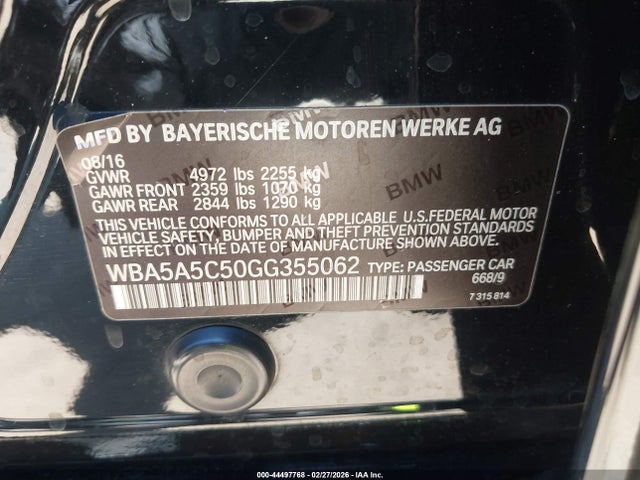 MFD BY BAYERISCHE MOTOREN WERKE AG
08/16
GVWR 4972 lbs 2255 kg
GAWR FRONT 2359 lbs 1070 kg
GAWR REAR 2844 lbs 1290 kg
THIS VEHICLE CONFORMS TO ALL APPLICABLE U.S.FEDERAL MOTOR
VEHICLE SAFETY, BUMPER AND THEFT PREVENTION STANDARDS
IN EFFECT ON THE DATE OF MANUFACTURE SHOWN ABOVE.
WBA5A5C50GG355062 TYPE: PASSENGER CAR
668/9
7 315 814
000-44497768 - 02/27/2026 - IAA Inc.